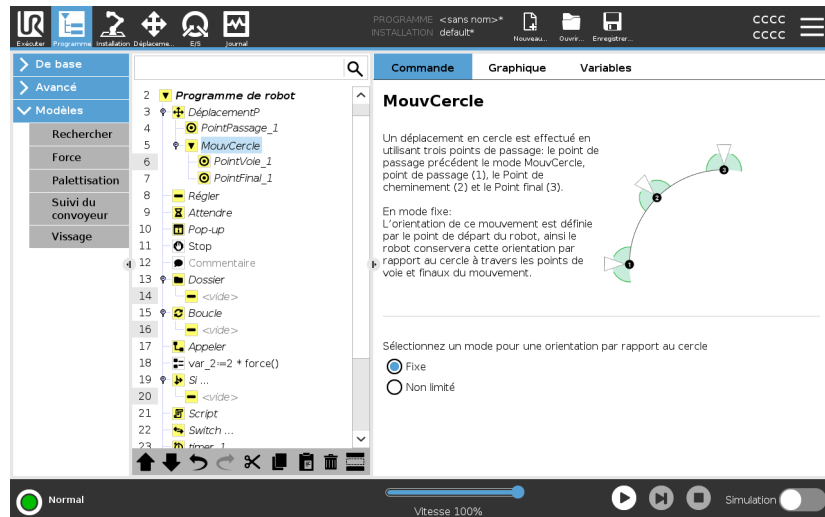 PROGRAMME <sans nom>*
INSTALLATION default*
UR
Exécuter
Programme
Installation
Déplaceme...
E/S
Journal
Nouveau...
Ouvrir...
Enregistrer...
cccc
cccc
De base
Avancé
Modèles
Rechercher
Force
Palettisation
Suivi du
convoyeur
Vissage
2 Programme de robot
3 DéplacementP
4 PointPassage_1
5 MouvCercle
6 PointVoie_1
7 PointFinal_1
8 Régler
9 Attendre
10 Pop-up
11 Stop
12 Commentaire
13 Dossier
14 <vide>
15 Boucle
16 <vide>
17 Appeler
18 var_2:=2 * force()
19 Si ...
20 <vide>
21 Script
22 Switch ...
23 timer_1
Commande
Graphique
Variables
MouvCercle
Un déplacement en cercle est effectué en
utilisant trois points de passage: le point de
passage précédent le mode MouvCercle,
point de passage (1), le Point de
cheminement (2) et le Point final (3).
En mode fixe:
L'orientation de ce mouvement est définie
par le point de départ du robot, ainsi le
robot conservera cette orientation par
rapport au cercle à travers les points de
voie et finaux du mouvement.
3
2
1
Sélectionnez un mode pour une orientation par rapport au cercle
Fixe
Non limité
Normal
Vitesse 100%
Simulation